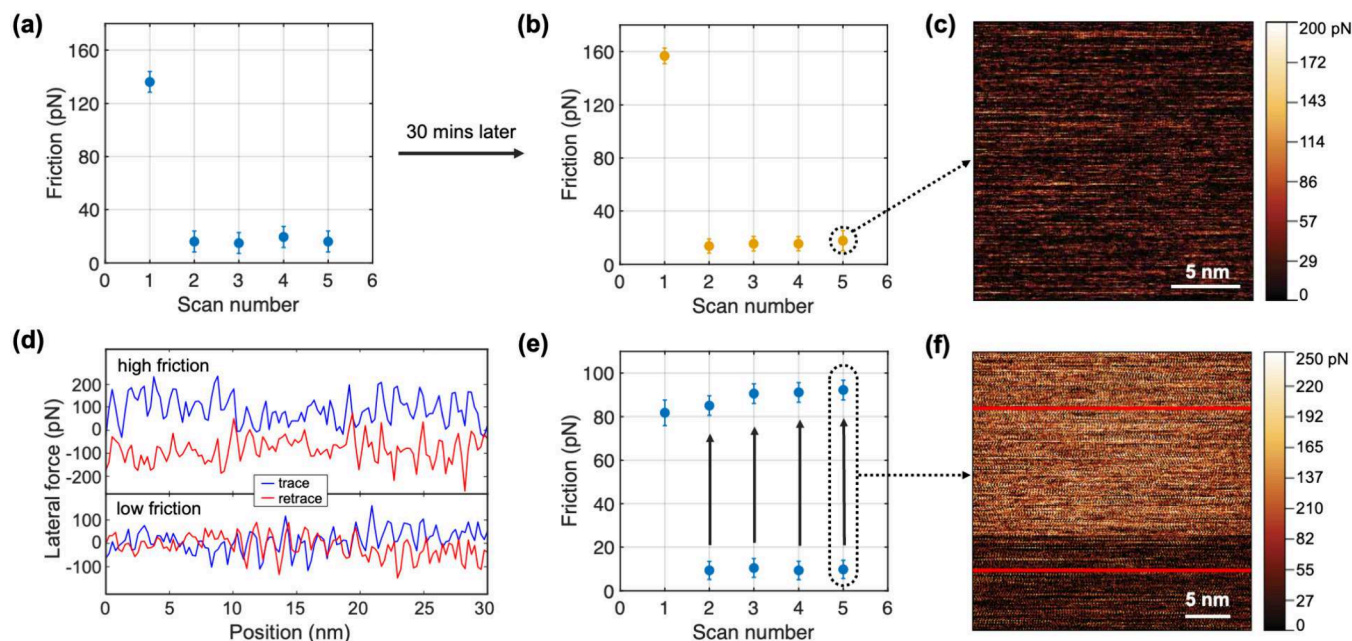 (a)
160
120
80
40
0
Friction (pN)
0 1 2 3 4 5 6
Scan number
30 mins later
(b)
160
120
80
40
0
Friction (pN)
0 1 2 3 4 5 6
Scan number
(c)
5 nm
200 pN
172
143
114
86
57
29
0
(d)
high friction
200
100
0
-100
-200
trace
retrace
low friction
100
0
-100
Lateral force (pN)
0 5 10 15 20 25 30
Position (nm)
(e)
100
80
60
40
20
0
Friction (pN)
0 1 2 3 4 5 6
Scan number
(f)
5 nm
250 pN
220
192
165
137
110
82
55
27
0